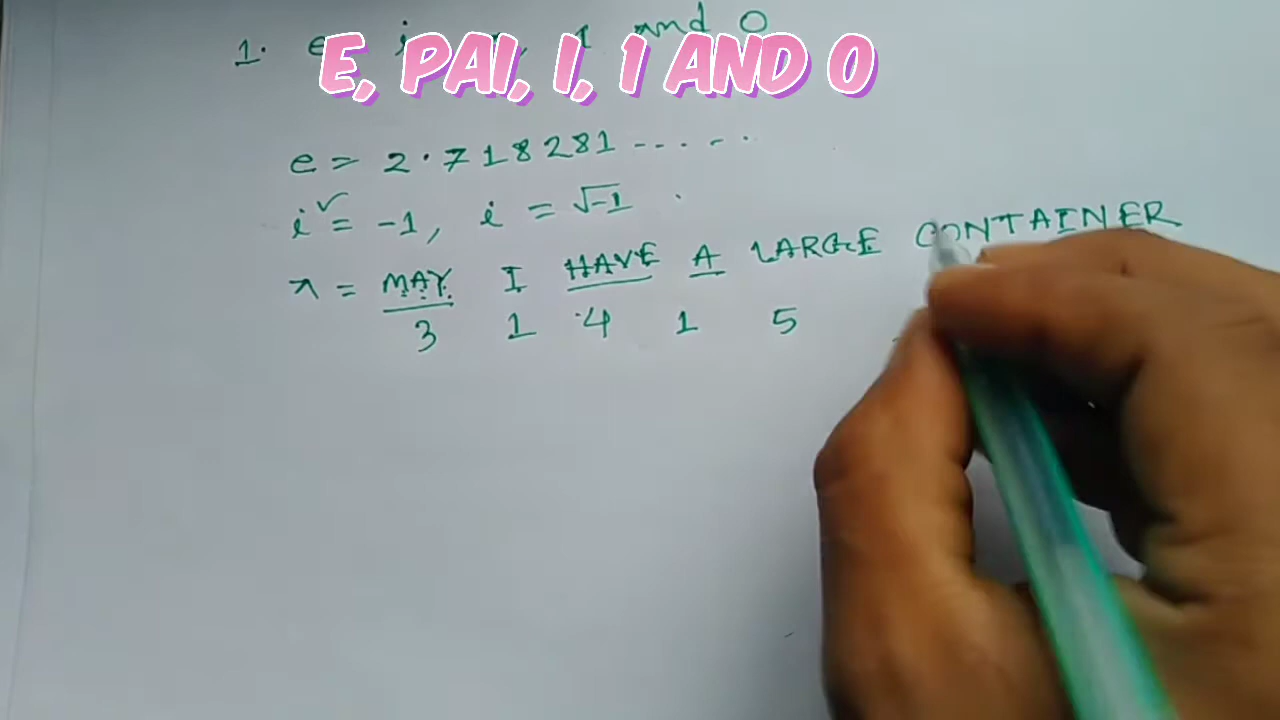 1. e, i, π, 1 and 0
E, PAI, I, 1 AND 0
e = 2.718281 ......
i² = -1, i = √-1 .
π = MAY I HAVE A LARGE CONTAINER
3 1 4 1 5